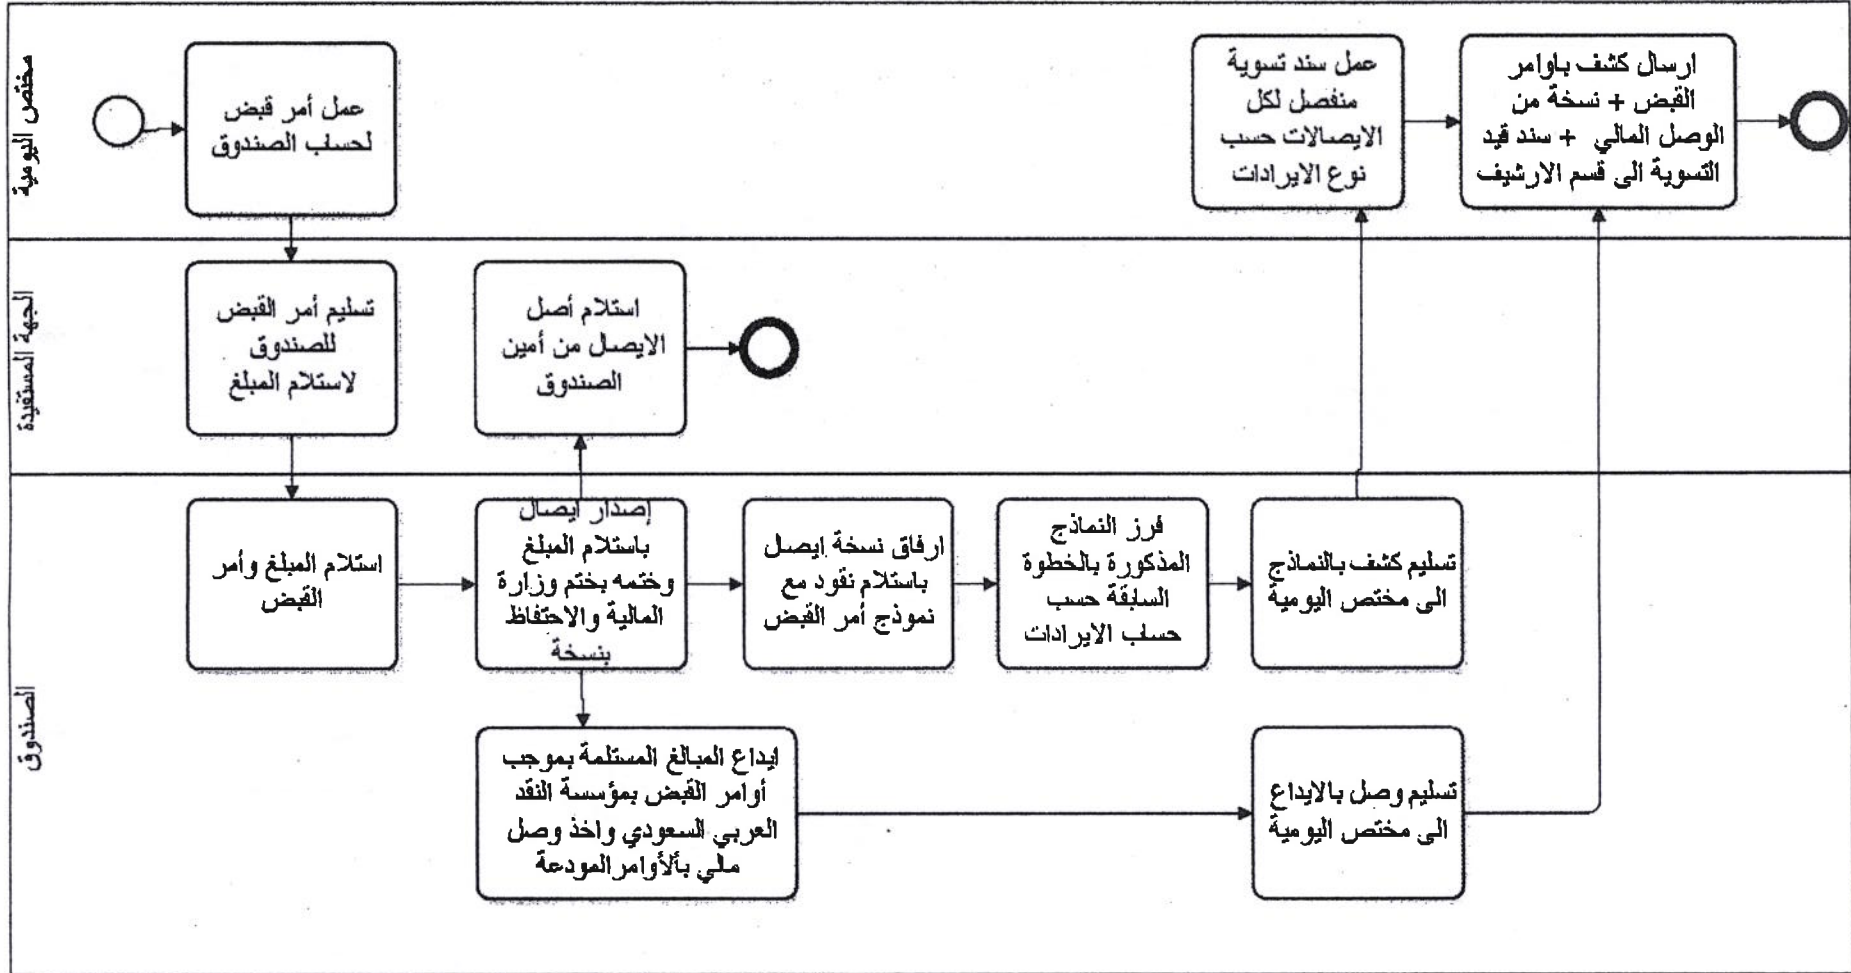 مختص اليومية
عمل أمر قبض
لحساب الصندوق
عمل سند تسوية
منفصل لكل
الايصالات حسب
نوع الايرادات
ارسال كشف باوامر
القبض + نسخة من
الوصل المالي + سند قيد
التسوية الى قسم الارشيف
الجهة المستفيدة
تسليم أمر القبض
للصندوق
لاستلام المبلغ
استلام أصل
الايصال من أمين
الصندوق
الصندوق
استلام المبلغ وأمر
القبض
إصدار ايصال
باستلام المبلغ
وختمه بختم وزارة
المالية والاحتفاظ
بنسخة
ارفاق نسخة إيصال
باستلام نقود مع
نموذج أمر القبض
فرز النماذج
المذكورة بالخطوة
السابقة حسب
حساب الايرادات
تسليم كشف بالنماذج
الى مختص اليومية
ايداع المبالغ المستلمة بموجب
أوامر القبض بمؤسسة النقد
العربي السعودي واخذ وصل
مالي بألأوامرالمودعة
تسليم وصل بالايداع
الى مختص اليومية